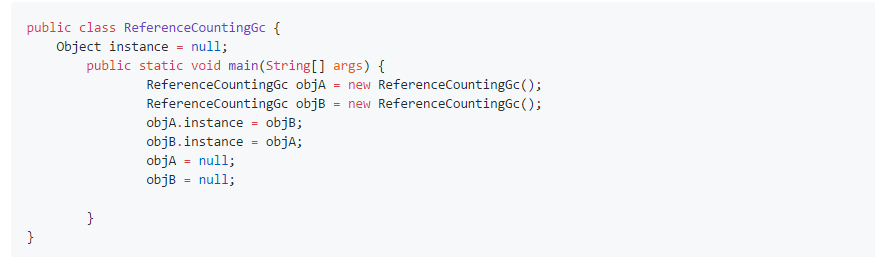 public class ReferenceCountingGc {
    Object instance = null;
        public static void main(String[] args) {
                ReferenceCountingGc objA = new ReferenceCountingGc();
                ReferenceCountingGc objB = new ReferenceCountingGc();
                objA.instance = objB;
                objB.instance = objA;
                objA = null;
                objB = null;

        }
}